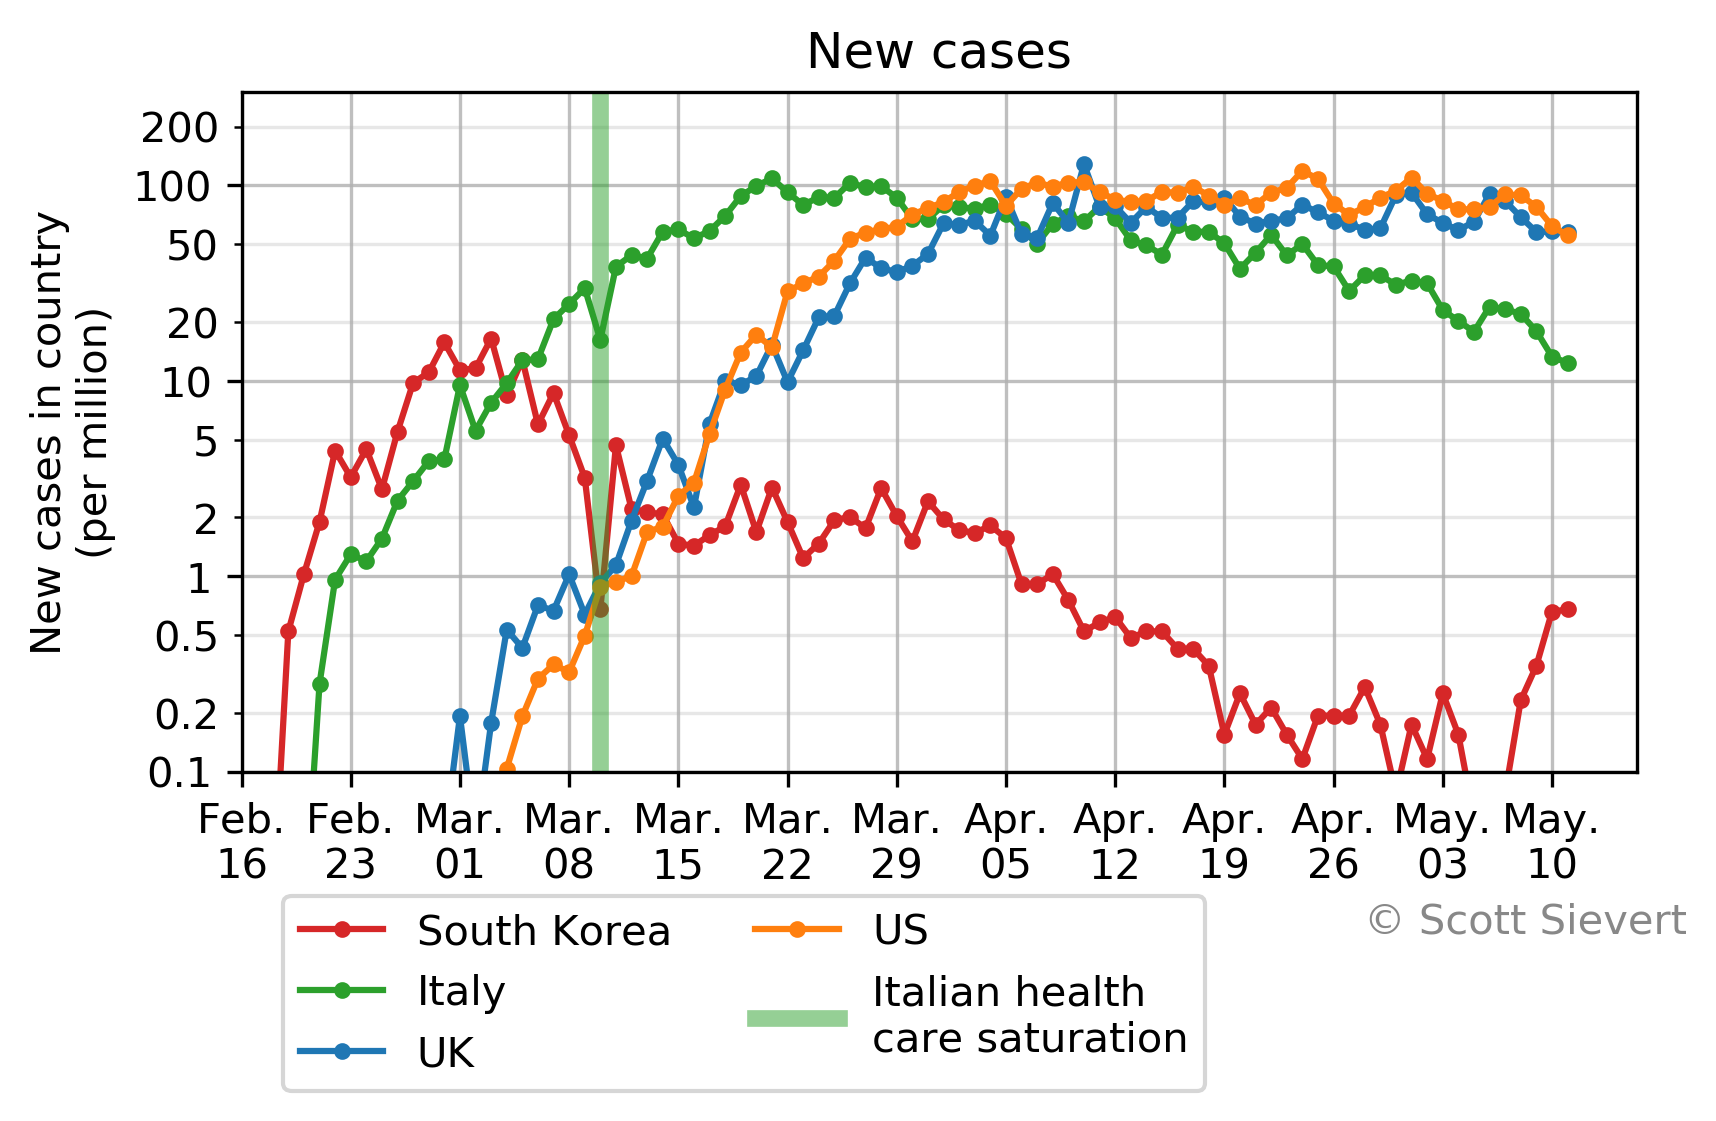 New cases
New cases in country
(per million)
200
100
50
20
10
5
2
1
0.5
0.2
0.1
Feb. Feb. Mar. Mar. Mar. Mar. Mar. Apr. Apr. Apr. Apr. May. May.
16 23 01 08 15 22 29 05 12 19 26 03 10
© Scott Sievert
South Korea
Italy
UK
US
Italian health
care saturation